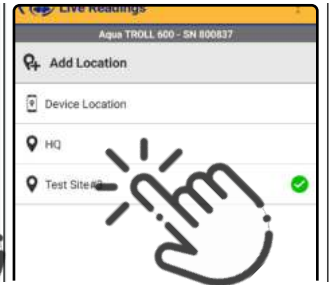 Live Readings
Aqua TROLL 600 - SN 800837
Add Location
Device Location
HQ
Test Site#3